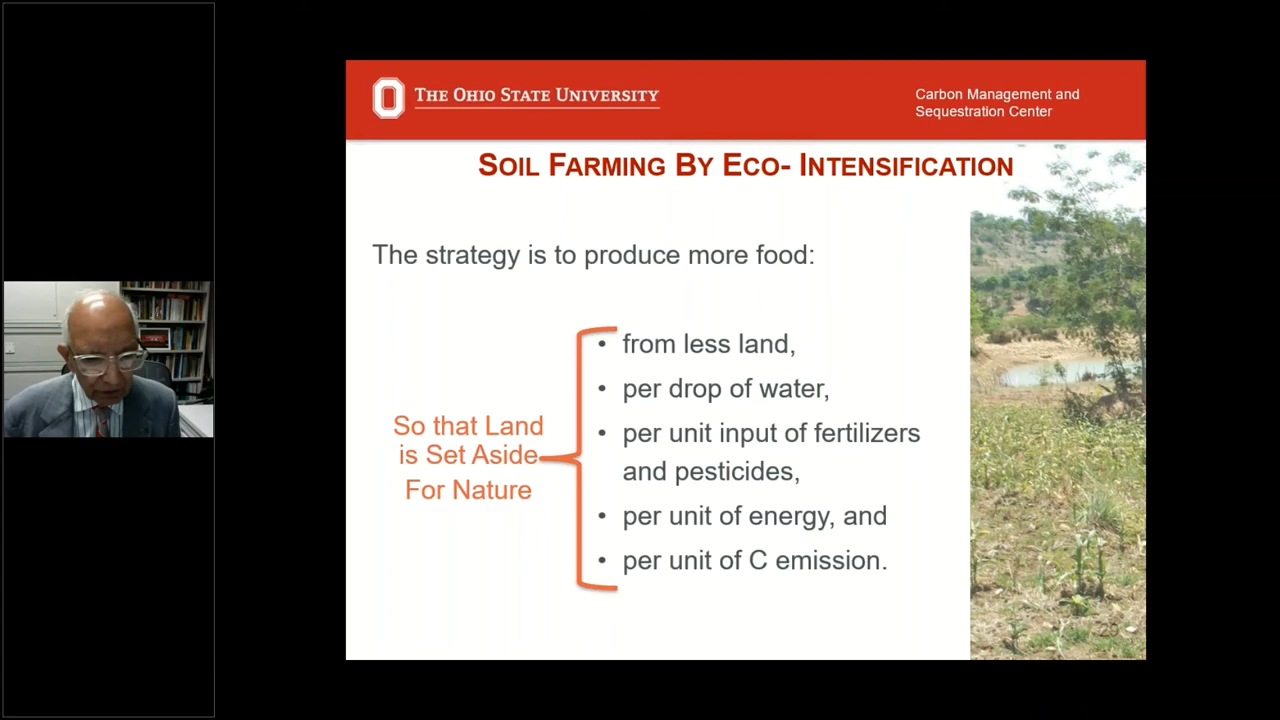 THE OHIO STATE UNIVERSITY
Carbon Management and
Sequestration Center
SOIL FARMING BY ECO- INTENSIFICATION
The strategy is to produce more food:
So that Land
is Set Aside
For Nature
• from less land,
• per drop of water,
• per unit input of fertilizers
and pesticides,
• per unit of energy, and
• per unit of C emission.
29